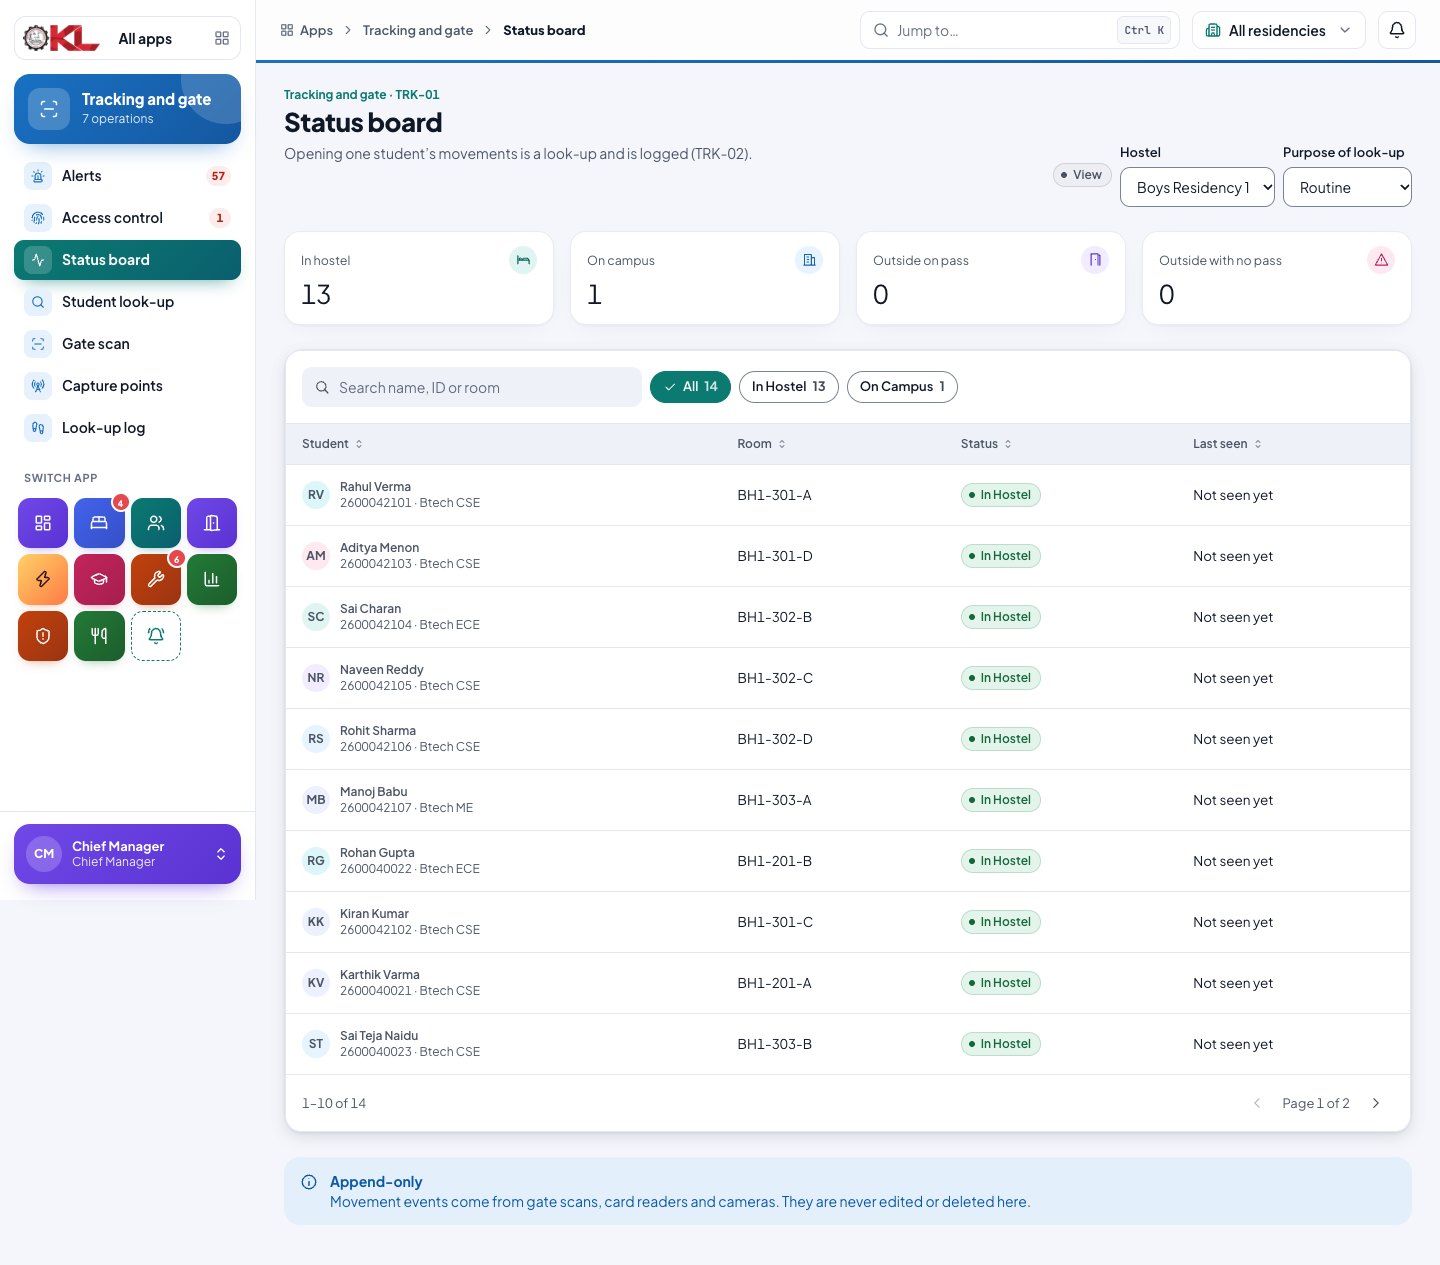 KL
All apps
Tracking and gate
7 operations
Alerts 57
Access control 1
Status board
Student look-up
Gate scan
Capture points
Look-up log
SWITCH APP
4
6
CM
Chief Manager
Chief Manager
Apps > Tracking and gate > Status board
Jump to... Ctrl K
All residencies
Tracking and gate · TRK-01
Status board
Opening one student's movements is a look-up and is logged (TRK-02).
View
Hostel
Boys Residency 1
Purpose of look-up
Routine
In hostel
13
On campus
1
Outside on pass
0
Outside with no pass
0
Search name, ID or room
All 14
In Hostel 13
On Campus 1
Student Room Status Last seen
RV Rahul Verma
2600042101 · Btech CSE
BH1-301-A In Hostel Not seen yet
AM Aditya Menon
2600042103 · Btech CSE
BH1-301-D In Hostel Not seen yet
SC Sai Charan
2600042104 · Btech ECE
BH1-302-B In Hostel Not seen yet
NR Naveen Reddy
2600042105 · Btech CSE
BH1-302-C In Hostel Not seen yet
RS Rohit Sharma
2600042106 · Btech CSE
BH1-302-D In Hostel Not seen yet
MB Manoj Babu
2600042107 · Btech ME
BH1-303-A In Hostel Not seen yet
RG Rohan Gupta
2600040022 · Btech ECE
BH1-201-B In Hostel Not seen yet
KK Kiran Kumar
2600042102 · Btech CSE
BH1-301-C In Hostel Not seen yet
KV Karthik Varma
2600040021 · Btech CSE
BH1-201-A In Hostel Not seen yet
ST Sai Teja Naidu
2600040023 · Btech CSE
BH1-303-B In Hostel Not seen yet
1–10 of 14
Page 1 of 2
Append-only
Movement events come from gate scans, card readers and cameras. They are never edited or deleted here.